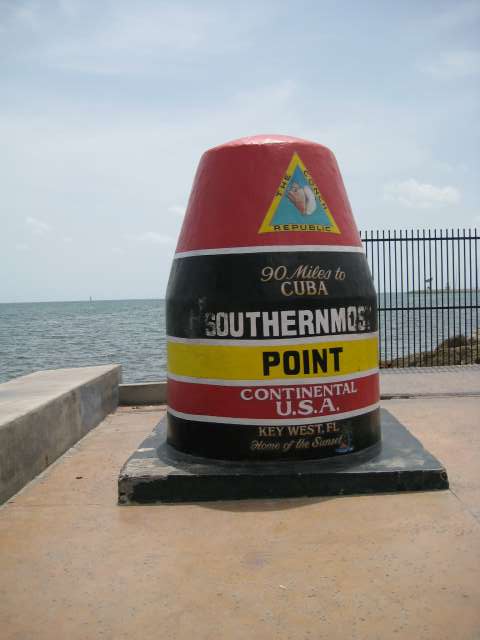 THE CONCH
REPUBLIC
90 Miles to
CUBA
SOUTHERNMOST
POINT
CONTINENTAL
U.S.A.
KEY WEST, FL
Home of the Sunset